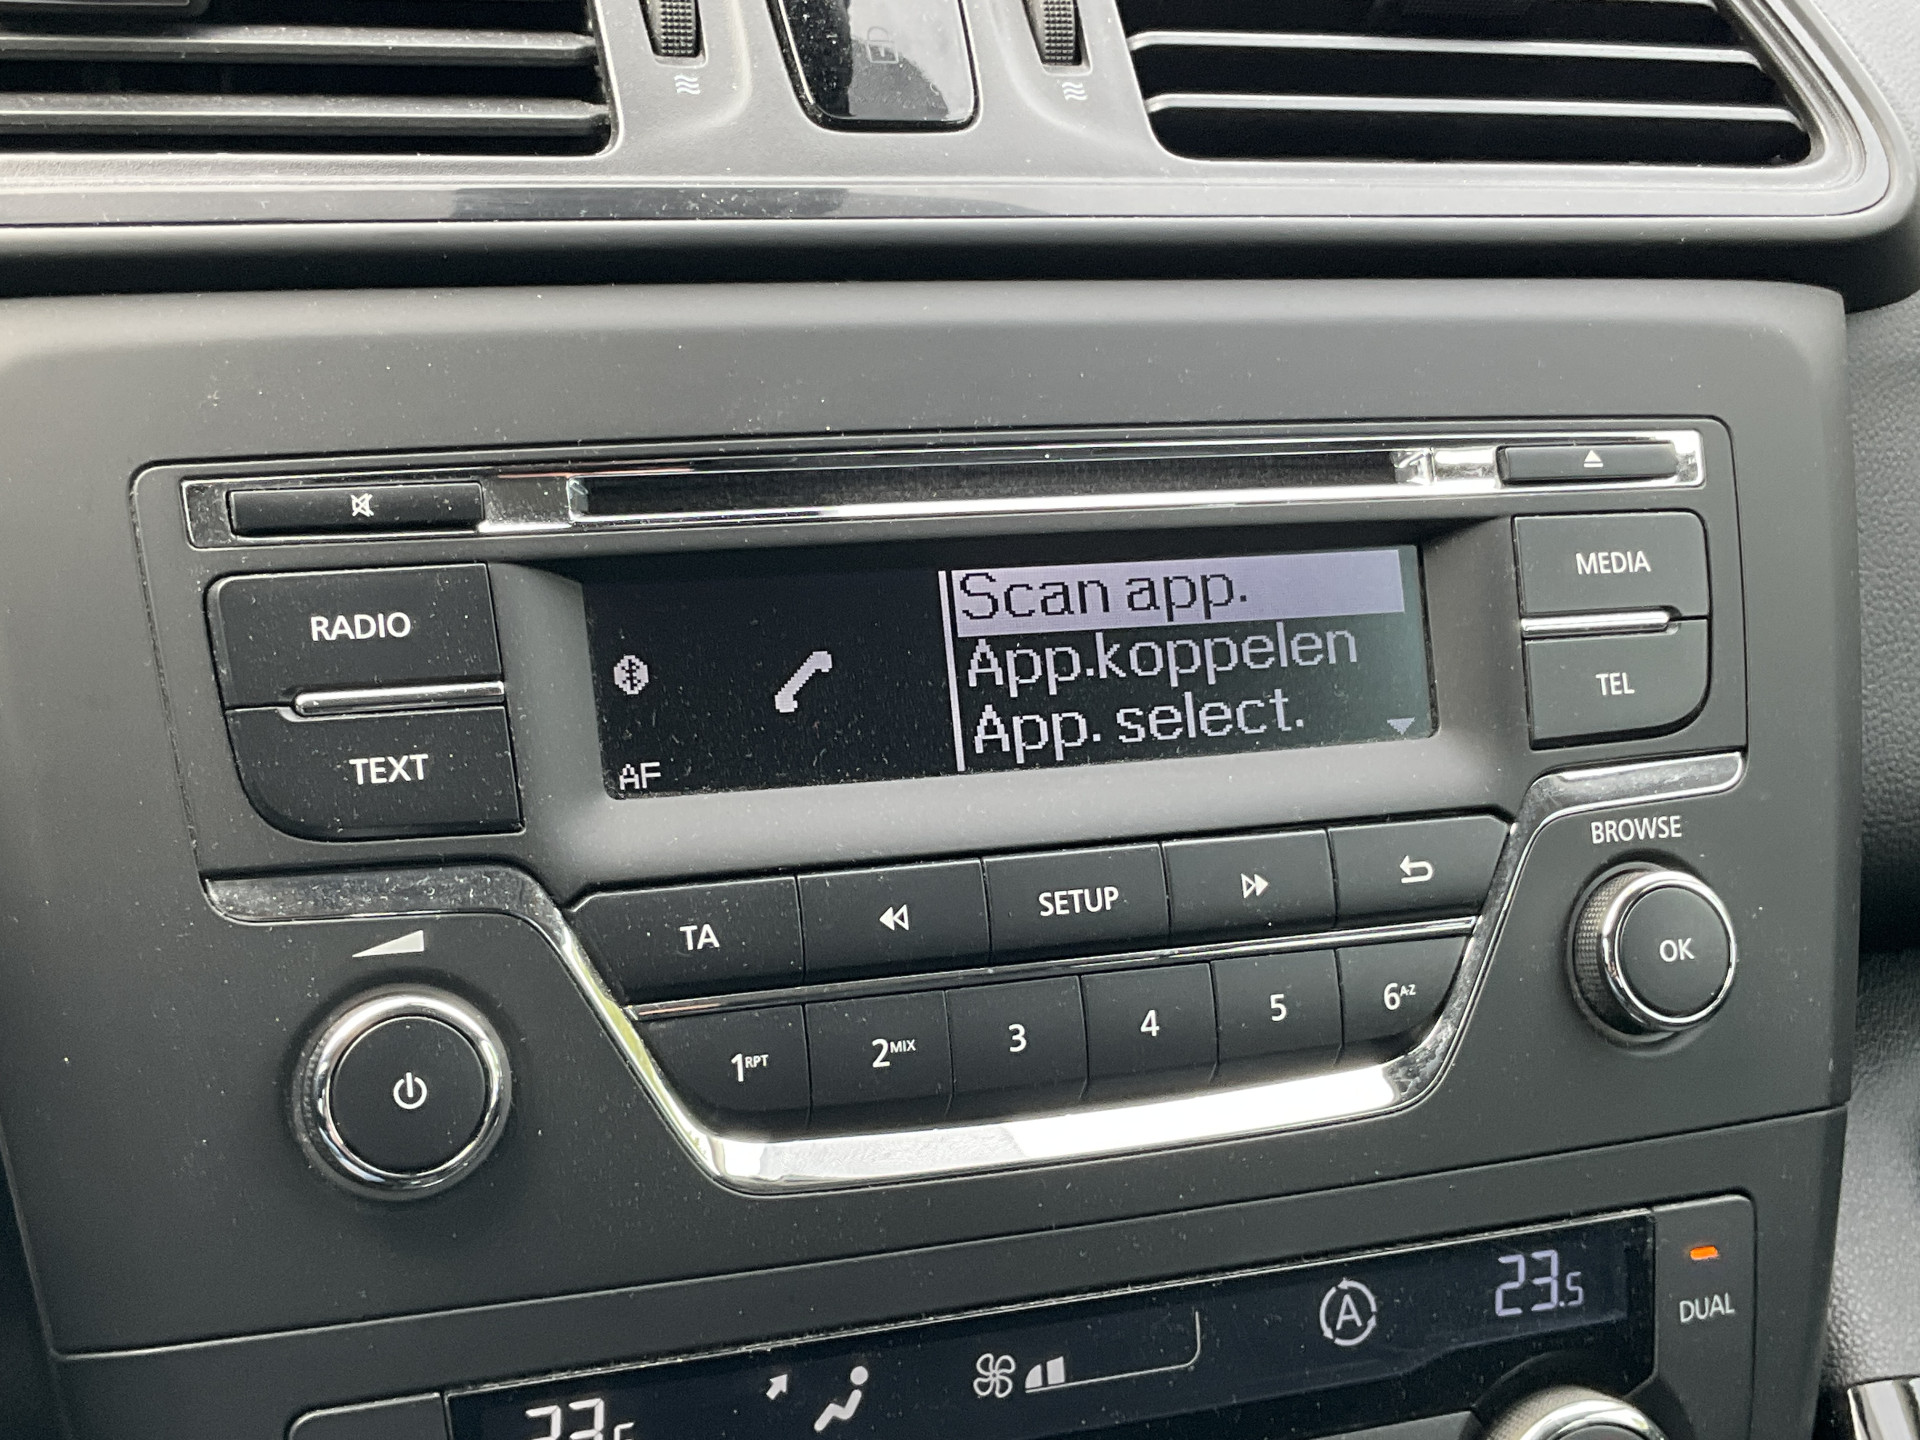 Scan app.
App.koppelen
App. select.
AF
RADIO
TEXT
MEDIA
TEL
BROWSE
OK
TA
SETUP
1RPT
2MIX
3
4
5
6A-Z
A
23.5
DUAL